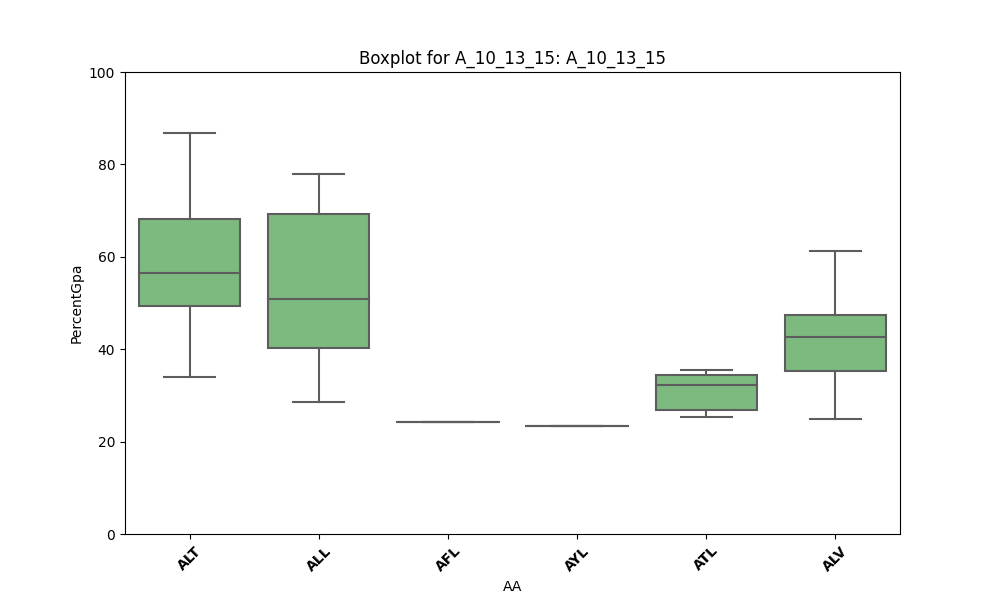 Boxplot for A_10_13_15: A_10_13_15
100
80
60
40
20
0
PercentGpa
ALT
ALL
AFL
AYL
ATL
ALV
AA